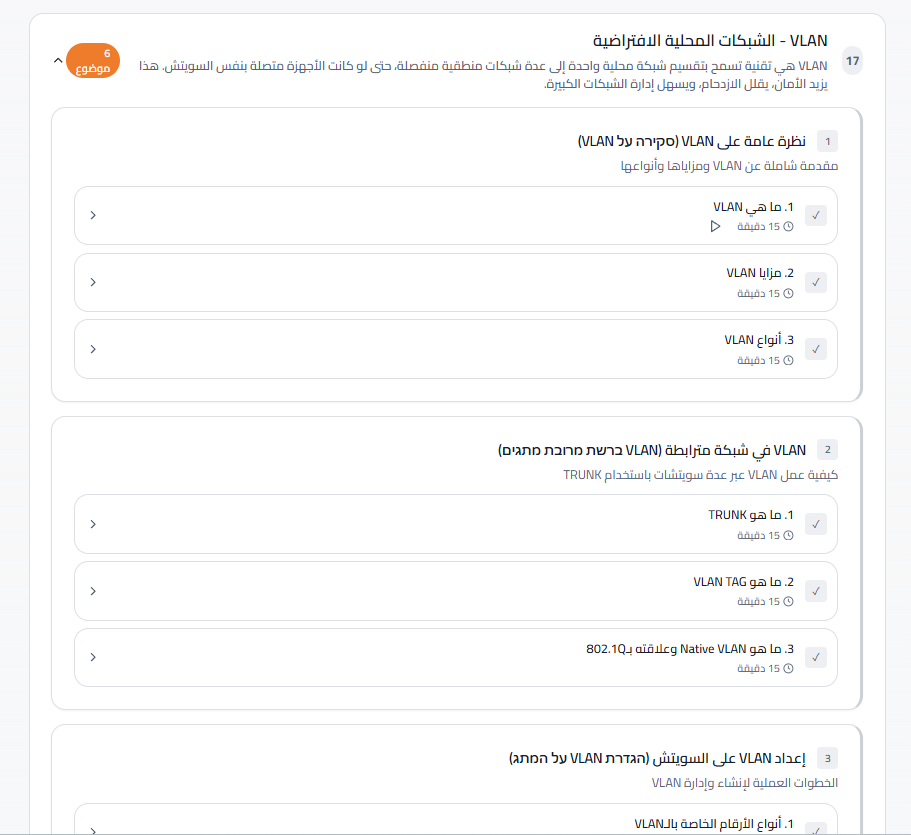 17
VLAN - الشبكات المحلية الافتراضية
VLAN هي تقنية تسمح بتقسيم شبكة محلية واحدة إلى عدة شبكات منطقية منفصلة، حتى لو كانت الأجهزة متصلة بنفس السويتش. هذا
يزيد الأمان، يقلل الازدحام، ويسهل إدارة الشبكات الكبيرة.
6
موضوع
1
نظرة عامة على VLAN (סקירה על VLAN)
مقدمة شاملة عن VLAN ومزاياها وأنواعها
1. ما هي VLAN
15 دقيقة
2. مزايا VLAN
15 دقيقة
3. أنواع VLAN
15 دقيقة
2
VLAN في شبكة مترابطة (VLAN ברשת מרובת מתגים)
كيفية عمل VLAN عبر عدة سويتشات باستخدام TRUNK
1. ما هو TRUNK
15 دقيقة
2. ما هو VLAN TAG
15 دقيقة
3. ما هو Native VLAN وعلاقته بـ802.1Q
15 دقيقة
3
إعداد VLAN على السويتش (הגדרת VLAN על המתג)
الخطوات العملية لإنشاء وإدارة VLAN
1. أنواع الأرقام الخاصة بالـVLAN